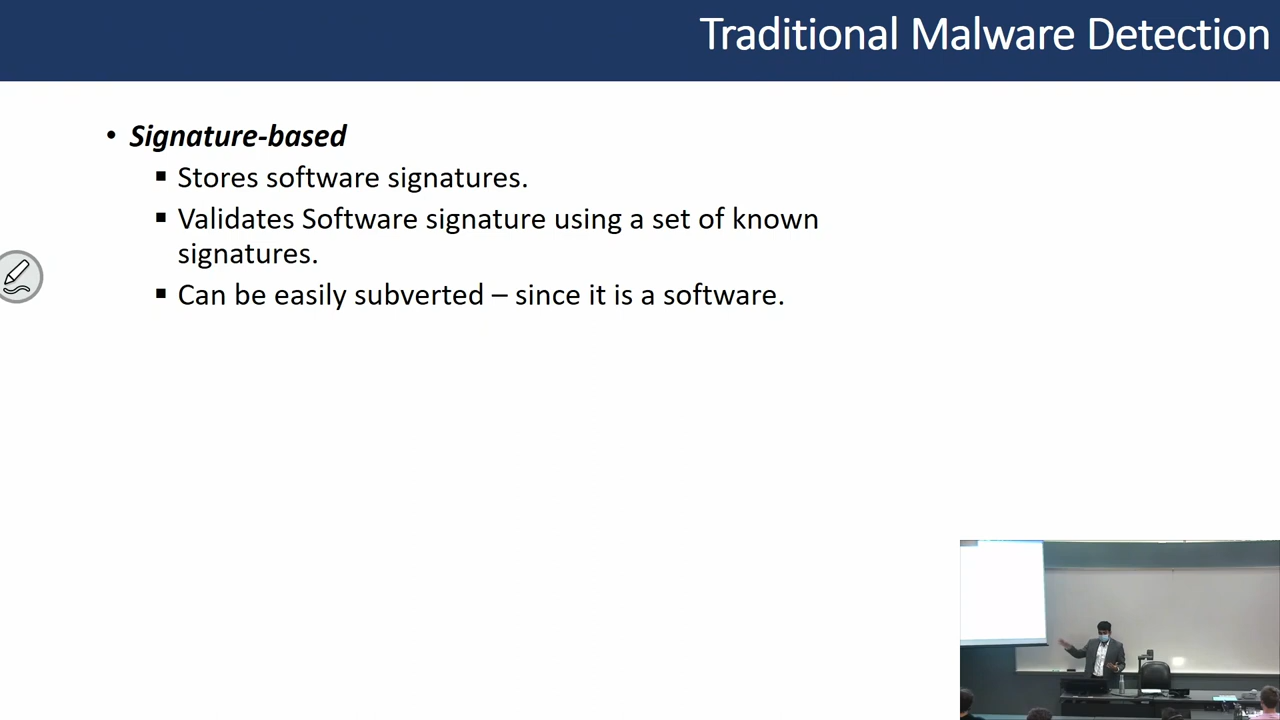 Traditional Malware Detection
• Signature-based
▪ Stores software signatures.
▪ Validates Software signature using a set of known
signatures.
▪ Can be easily subverted – since it is a software.